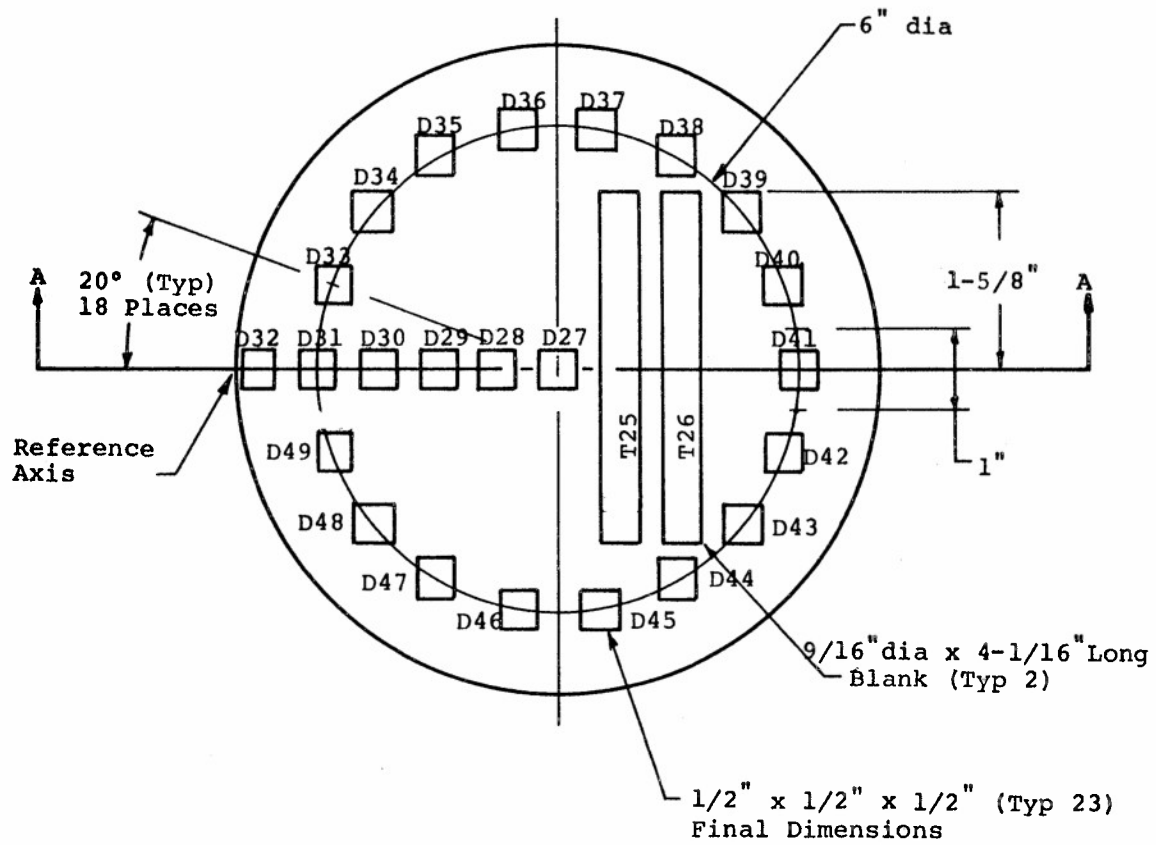 6" dia
D36
D37
D35
D38
D34
D39
D33
D40
A
20° (Typ)
18 Places
1-5/8"
A
D32
D31
D30
D29
D28
D27
D41
Reference
Axis
D49
T25
T26
D42
1"
D48
D43
D47
D44
D46
D45
9/16"dia x 4-1/16"Long
Blank (Typ 2)
1/2" x 1/2" x 1/2" (Typ 23)
Final Dimensions